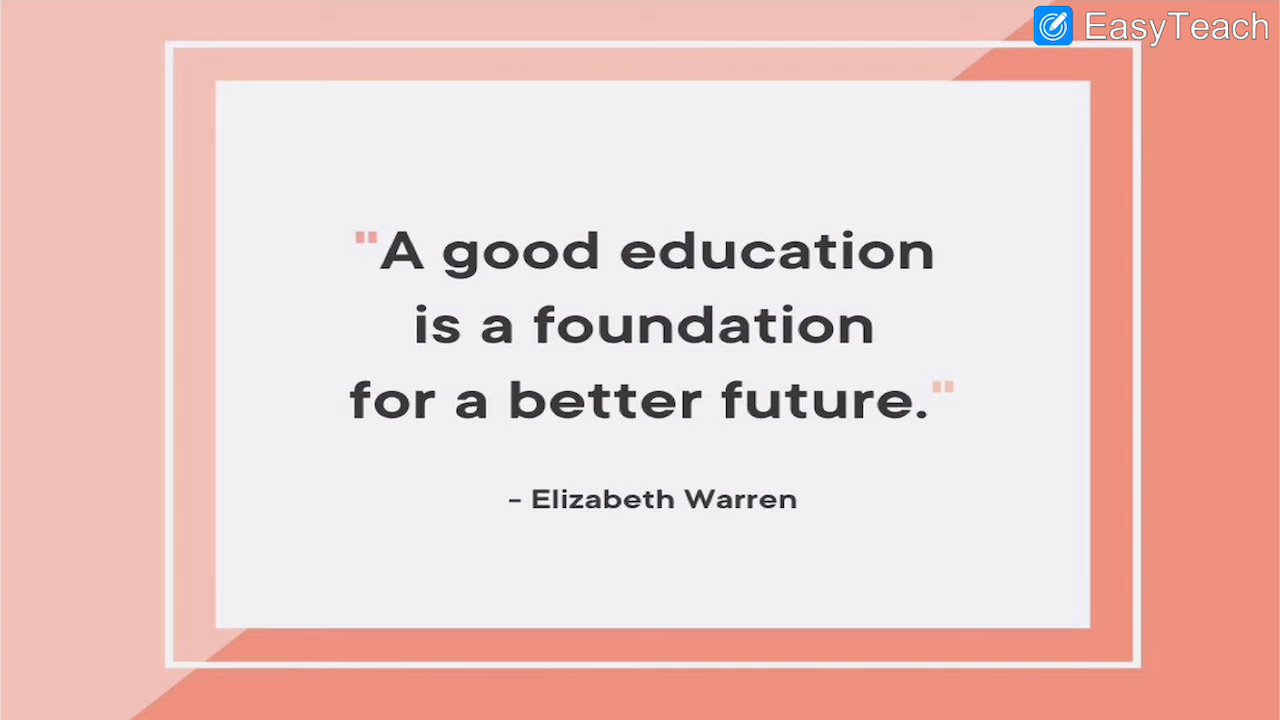 EasyTeach
"A good education
is a foundation
for a better future."
- Elizabeth Warren